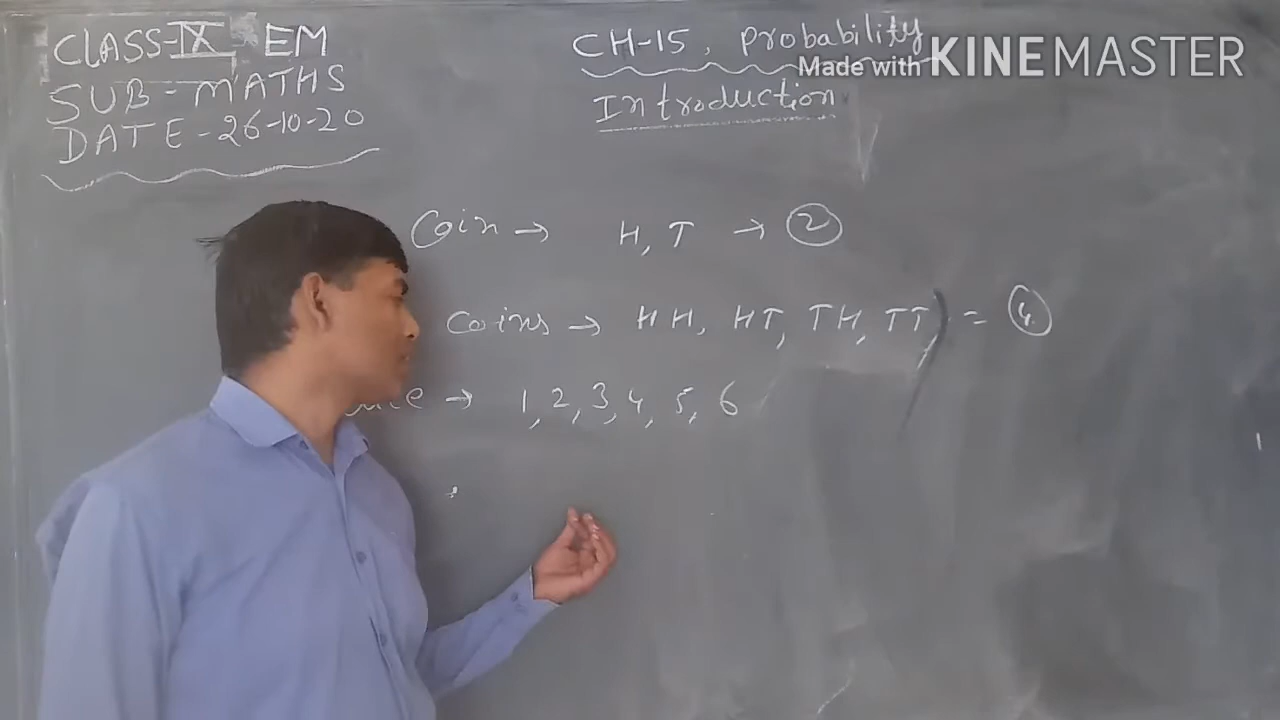 CLASS-IX EM
SUB-MATHS
DATE-26-10-20
CH-15, Probability
Made with KINEMASTER
Introduction
Coin → H, T → 2
Coins → HH, HT, TH, TT) = 4
→ 1, 2, 3, 4, 5, 6